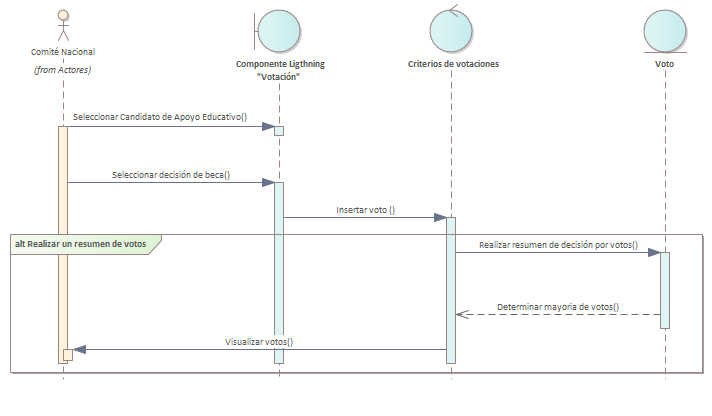 Comité Nacional
(from Actores)
Componente Ligthning
"Votación"
Criterios de votaciones
Voto
Seleccionar Candidato de Apoyo Educativo()
Seleccionar decisión de beca()
Insertar voto ()
alt Realizar un resumen de votos
Realizar resumen de decisión por votos()
Determinar mayoria de votos()
Visualizar votos()